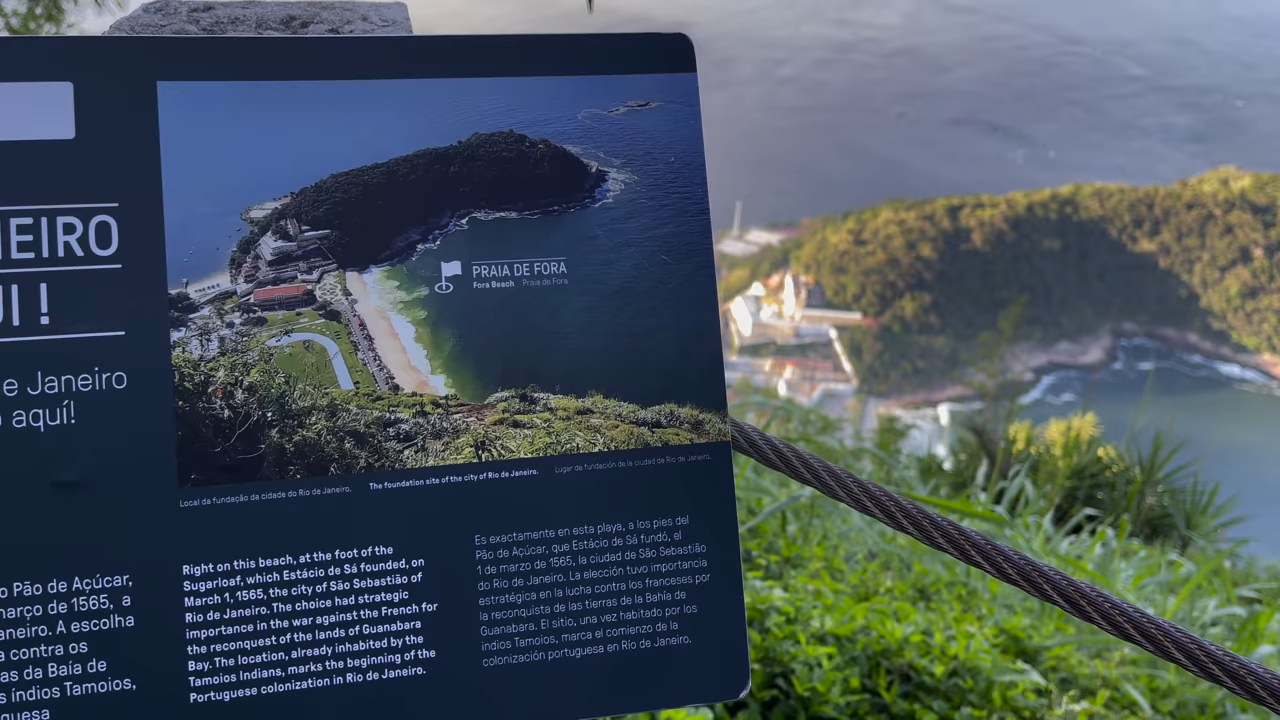 NEIRO
UI !
e Janeiro
o aquí!
PRAIA DE FORA
Fora Beach Praia de Fora
Local da fundação da cidade do Rio de Janeiro. The foundation site of the city of Rio de Janeiro. Lugar de fundación de la ciudad de Rio de Janeiro.
o Pão de Açúcar,
março de 1565, a
aneiro. A escolha
a contra os
as da Baía de
s índios Tamoios,
guesa
Right on this beach, at the foot of the
Sugarloaf, which Estácio de Sá founded, on
March 1, 1565, the city of São Sebastião of
Rio de Janeiro. The choice had strategic
importance in the war against the French for
the reconquest of the lands of Guanabara
Bay. The location, already inhabited by the
Tamoios Indians, marks the beginning of the
Portuguese colonization in Rio de Janeiro.
Es exactamente en esta playa, a los pies del
Pão de Açúcar, que Estácio de Sá fundó, el
1 de marzo de 1565, la ciudad de São Sebastião
do Rio de Janeiro. La elección tuvo importancia
estratégica en la lucha contra los franceses por
la reconquista de las tierras de la Bahía de
Guanabara. El sitio, una vez habitado por los
indios Tamoios, marca el comienzo de la
colonización portuguesa en Rio de Janeiro.